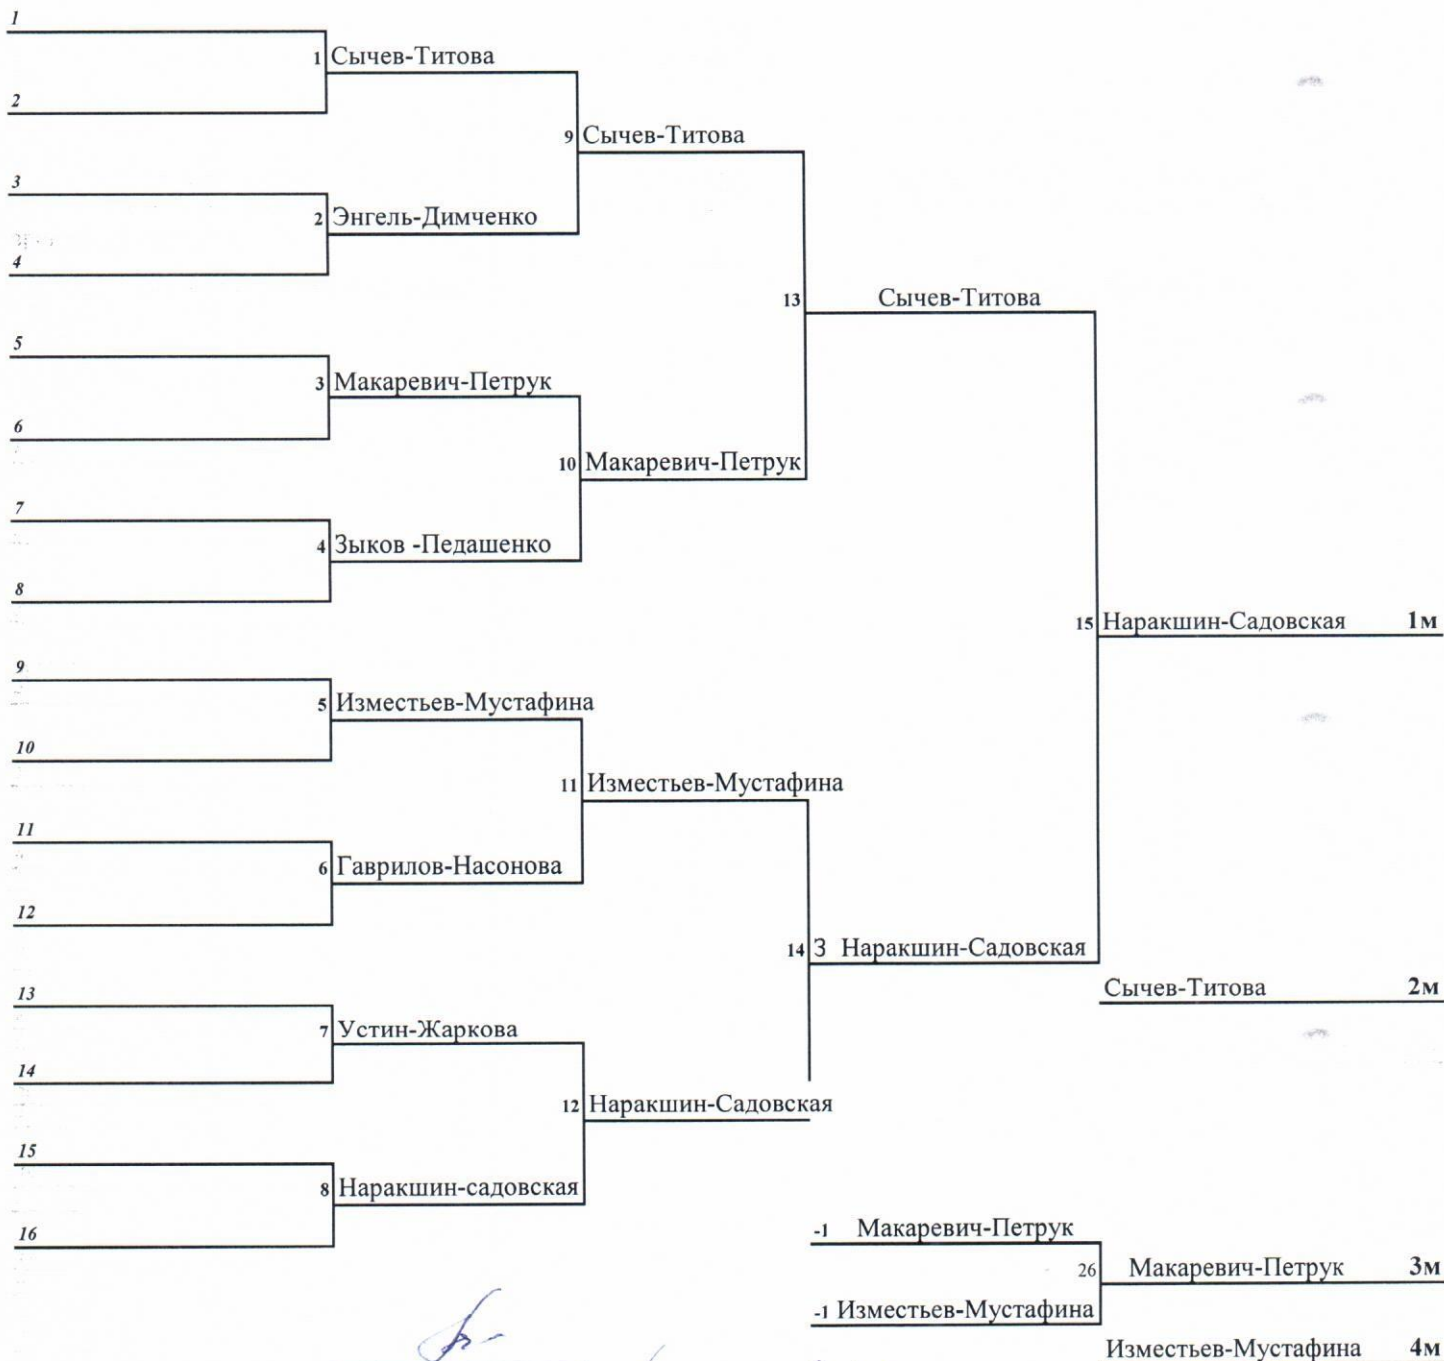 1
1 Сычев-Титова
2
9 Сычев-Титова
3
2 Энгель-Димченко
4
13 Сычев-Титова
5
3 Макаревич-Петрук
6
10 Макаревич-Петрук
7
4 Зыков -Педашенко
8
15 Наракшин-Садовская 1м
9
5 Изместьев-Мустафина
10
11 Изместьев-Мустафина
11
6 Гаврилов-Насонова
12
14 3 Наракшин-Садовская
Сычев-Титова 2м
13
7 Устин-Жаркова
14
12 Наракшин-Садовская
15
8 Наракшин-садовская
16
-1 Макаревич-Петрук
26 Макаревич-Петрук 3м
-1 Изместьев-Мустафина
Изместьев-Мустафина 4м